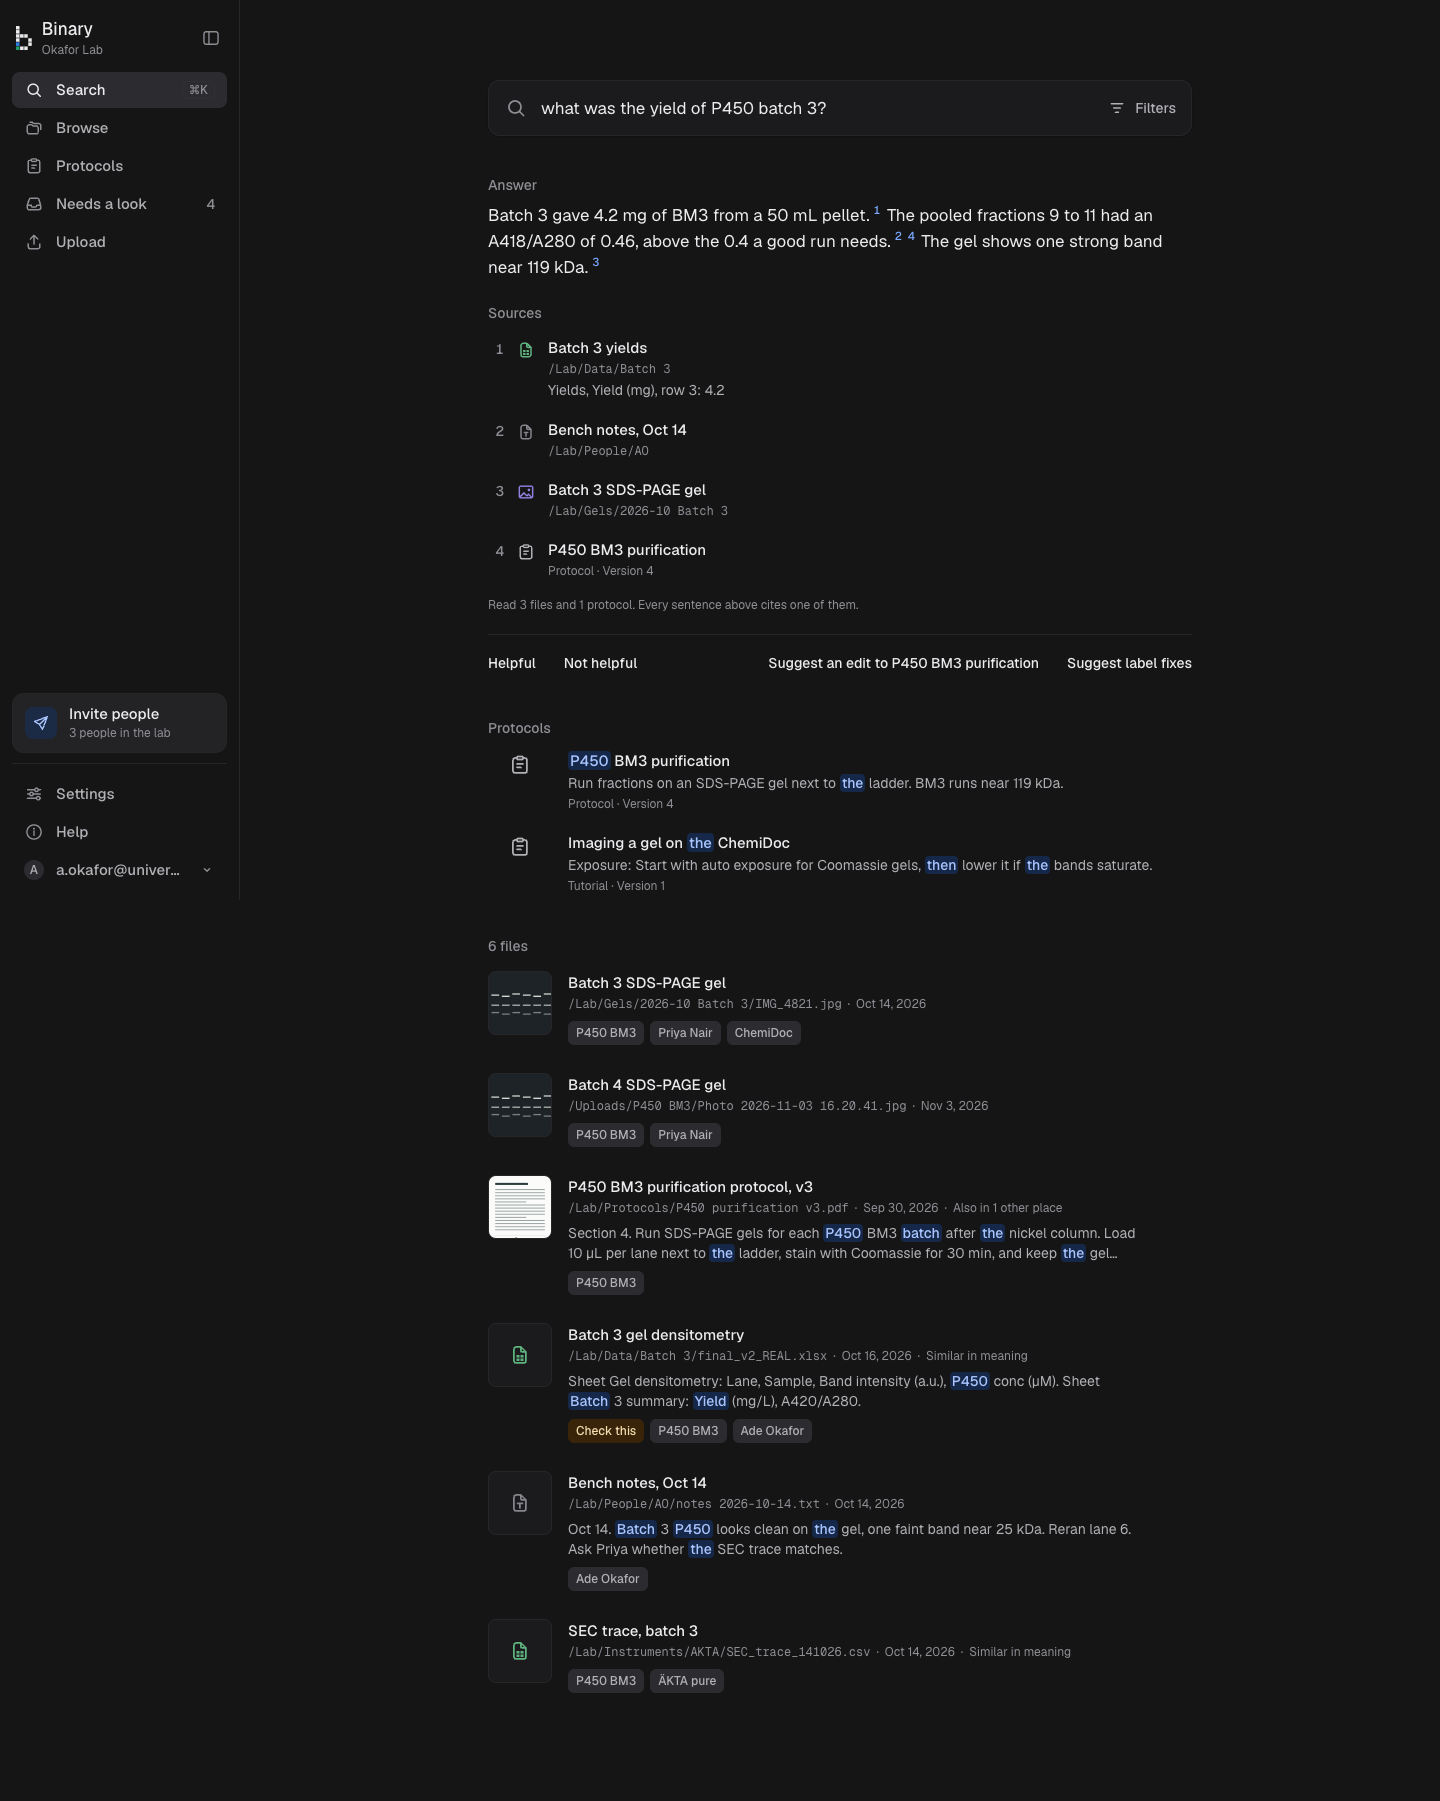 Binary
Okafor Lab
Search ⌘K
Browse
Protocols
Needs a look 4
Upload
Invite people
3 people in the lab
Settings
Help
A a.okafor@univer...
what was the yield of P450 batch 3?
Filters
Answer
Batch 3 gave 4.2 mg of BM3 from a 50 mL pellet. 1 The pooled fractions 9 to 11 had an
A418/A280 of 0.46, above the 0.4 a good run needs. 2 4 The gel shows one strong band
near 119 kDa. 3
Sources
1 Batch 3 yields
/Lab/Data/Batch 3
Yields, Yield (mg), row 3: 4.2
2 Bench notes, Oct 14
/Lab/People/AO
3 Batch 3 SDS-PAGE gel
/Lab/Gels/2026-10 Batch 3
4 P450 BM3 purification
Protocol · Version 4
Read 3 files and 1 protocol. Every sentence above cites one of them.
Helpful Not helpful Suggest an edit to P450 BM3 purification Suggest label fixes
Protocols
P450 BM3 purification
Run fractions on an SDS-PAGE gel next to the ladder. BM3 runs near 119 kDa.
Protocol · Version 4
Imaging a gel on the ChemiDoc
Exposure: Start with auto exposure for Coomassie gels, then lower it if the bands saturate.
Tutorial · Version 1
6 files
Batch 3 SDS-PAGE gel
/Lab/Gels/2026-10 Batch 3/IMG_4821.jpg · Oct 14, 2026
P450 BM3 Priya Nair ChemiDoc
Batch 4 SDS-PAGE gel
/Uploads/P450 BM3/Photo 2026-11-03 16.20.41.jpg · Nov 3, 2026
P450 BM3 Priya Nair
P450 BM3 purification protocol, v3
/Lab/Protocols/P450 purification v3.pdf · Sep 30, 2026 · Also in 1 other place
Section 4. Run SDS-PAGE gels for each P450 BM3 batch after the nickel column. Load
10 µL per lane next to the ladder, stain with Coomassie for 30 min, and keep the gel...
P450 BM3
Batch 3 gel densitometry
/Lab/Data/Batch 3/final_v2_REAL.xlsx · Oct 16, 2026 · Similar in meaning
Sheet Gel densitometry: Lane, Sample, Band intensity (a.u.), P450 conc (µM). Sheet
Batch 3 summary: Yield (mg/L), A420/A280.
Check this P450 BM3 Ade Okafor
Bench notes, Oct 14
/Lab/People/AO/notes 2026-10-14.txt · Oct 14, 2026
Oct 14. Batch 3 P450 looks clean on the gel, one faint band near 25 kDa. Reran lane 6.
Ask Priya whether the SEC trace matches.
Ade Okafor
SEC trace, batch 3
/Lab/Instruments/AKTA/SEC_trace_141026.csv · Oct 14, 2026 · Similar in meaning
P450 BM3 ÄKTA pure